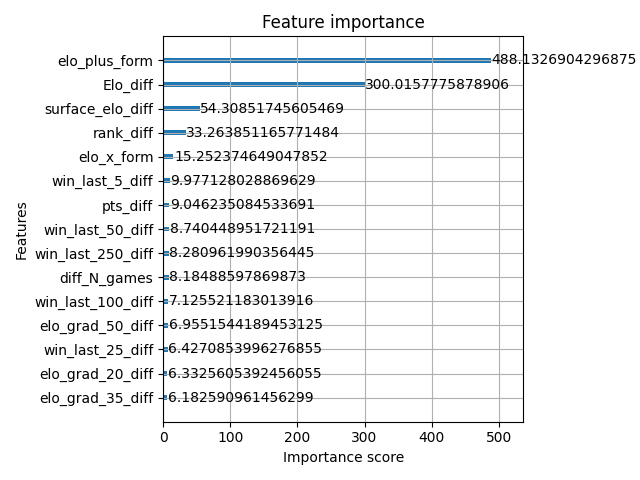 Feature importance
elo_plus_form 488.1326904296875
Elo_diff 300.0157775878906
surface_elo_diff 54.30851745605469
rank_diff 33.263851165771484
elo_x_form 15.252374649047852
win_last_5_diff 9.977128028869629
pts_diff 9.046235084533691
win_last_50_diff 8.740448951721191
win_last_250_diff 8.280961990356445
diff_N_games 8.18488597869873
win_last_100_diff 7.125521183013916
elo_grad_50_diff 6.9551544189453125
win_last_25_diff 6.4270853996276855
elo_grad_20_diff 6.3325605392456055
elo_grad_35_diff 6.182590961456299
0 100 200 300 400 500
Importance score
Features